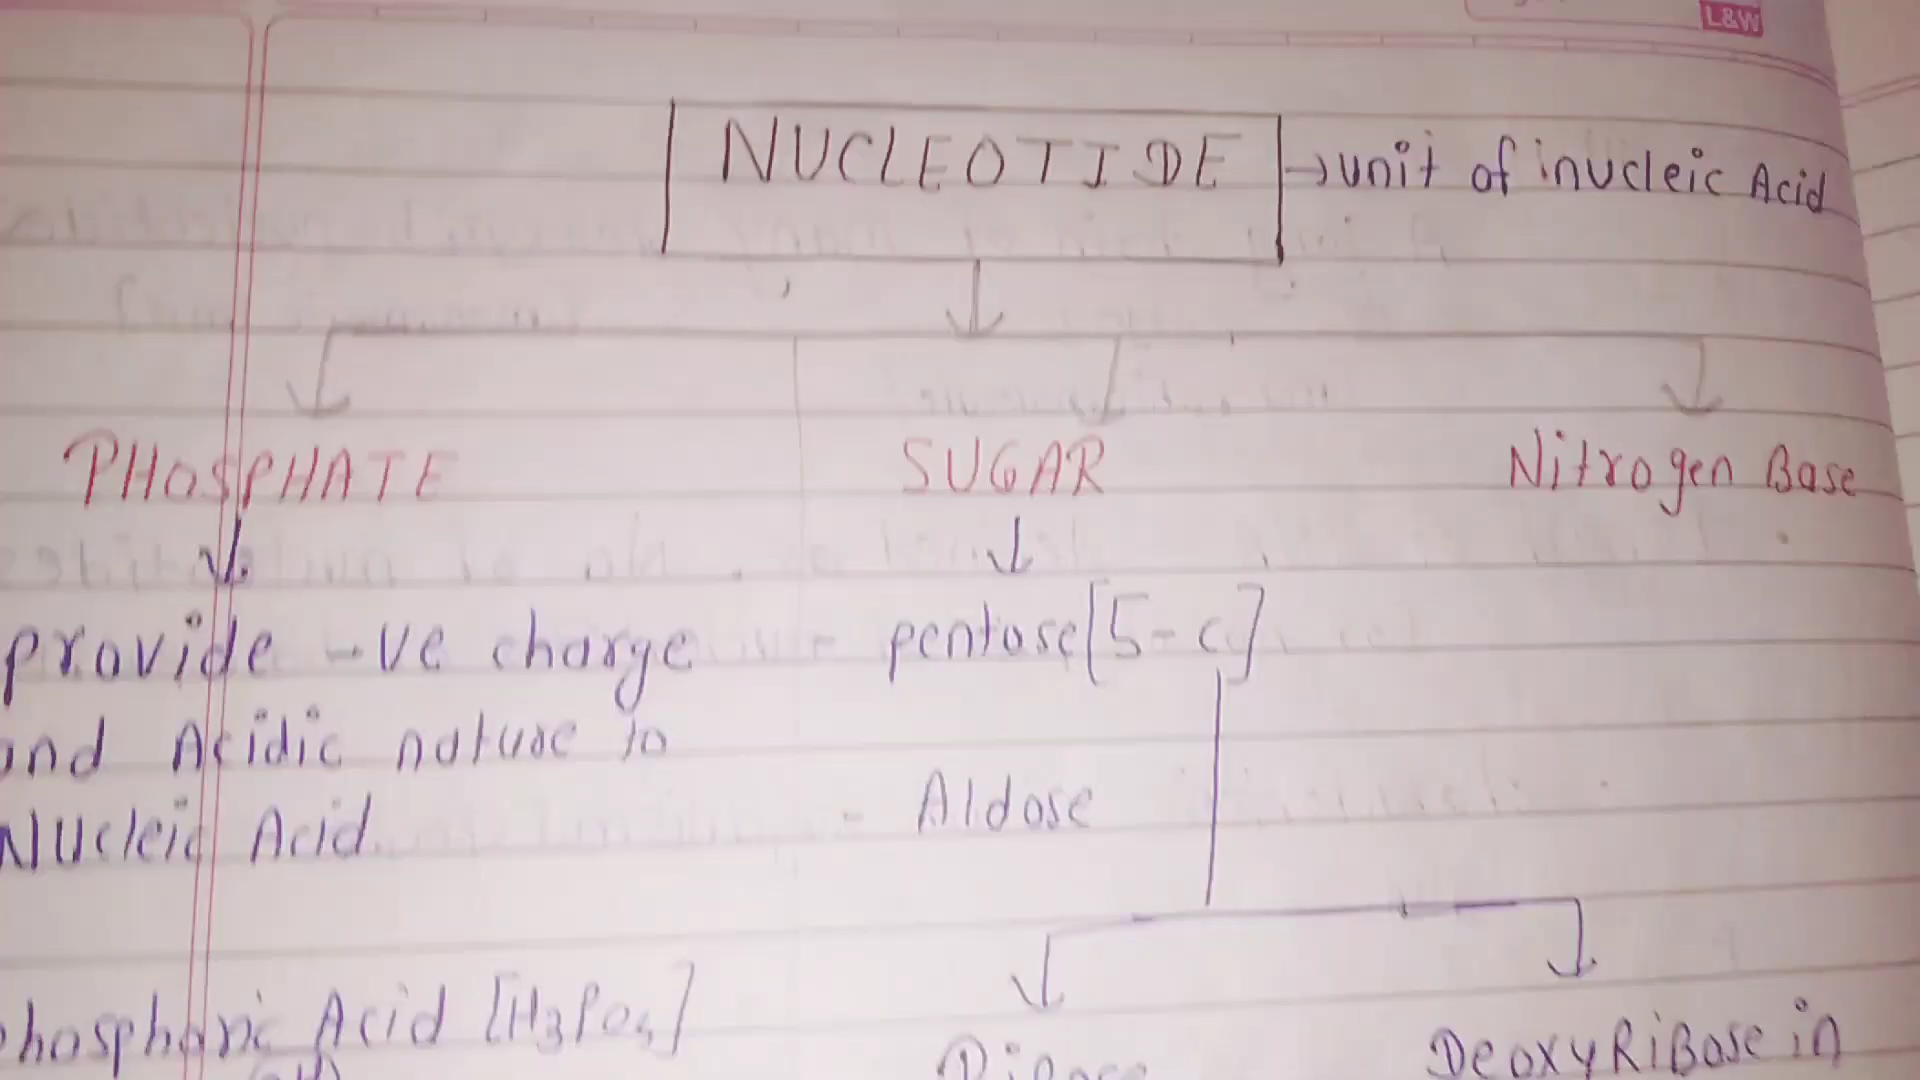 L&W
NUCLEOTIDE → unit of inucleic Acid
PHOSPHATE SUGAR Nitrogen Base
provide -ve charge pentose [5-c]
and Acidic nature to
Aldose
Nucleic Acid
phosphoric Acid [H3PO4]
DeoxyRiBose in